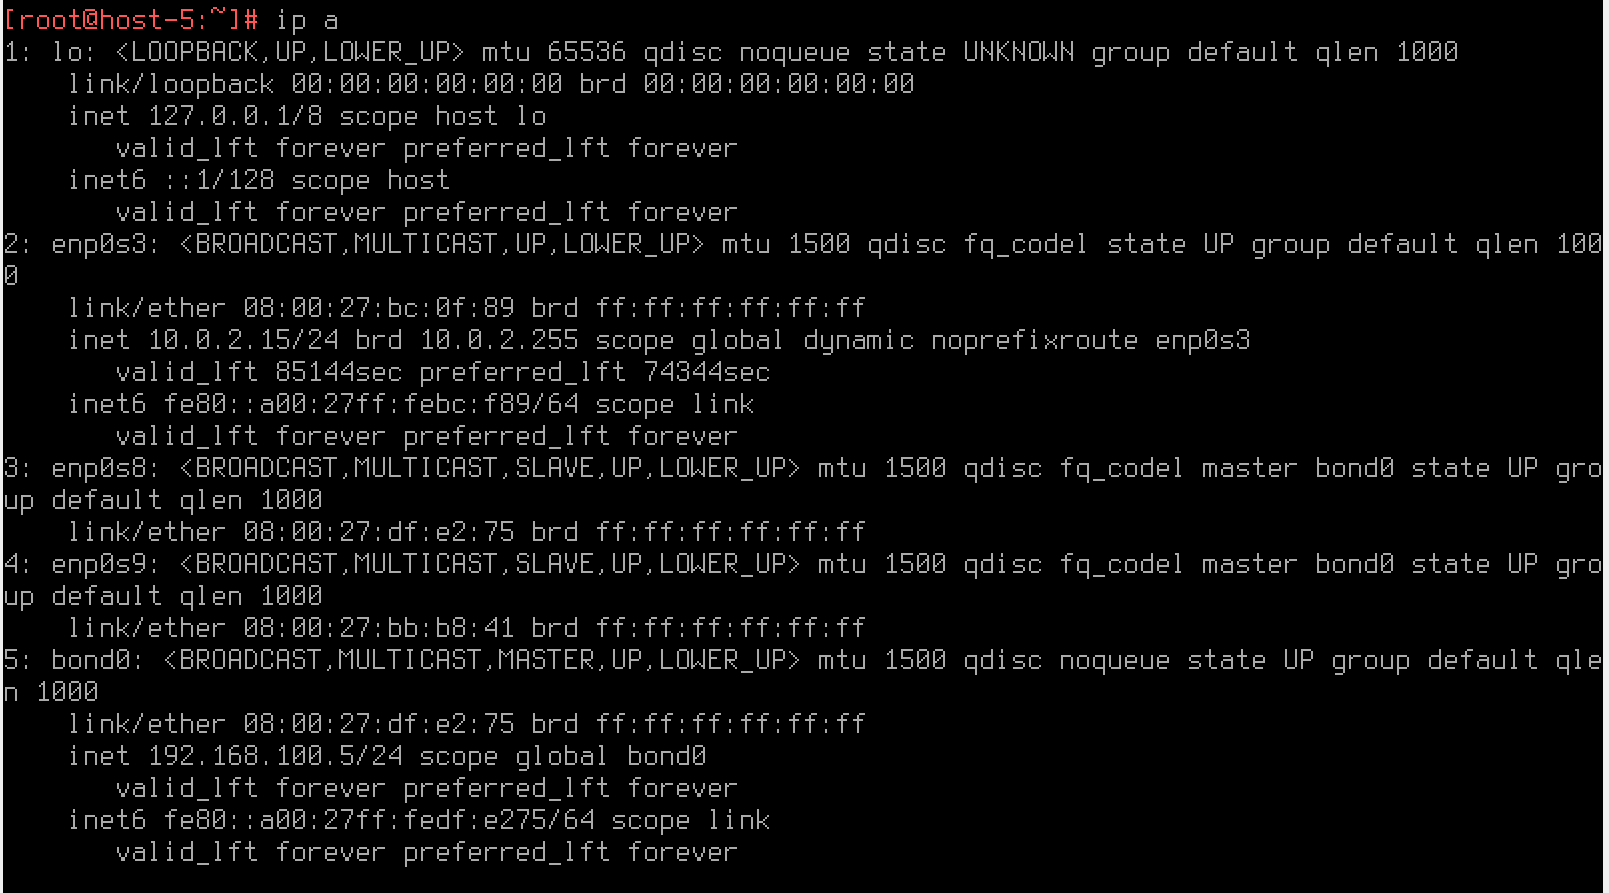 [root@host-5:~]# ip a
1: lo: <LOOPBACK,UP,LOWER_UP> mtu 65536 qdisc noqueue state UNKNOWN group default qlen 1000
    link/loopback 00:00:00:00:00:00 brd 00:00:00:00:00:00
    inet 127.0.0.1/8 scope host lo
       valid_lft forever preferred_lft forever
    inet6 ::1/128 scope host
       valid_lft forever preferred_lft forever
2: enp0s3: <BROADCAST,MULTICAST,UP,LOWER_UP> mtu 1500 qdisc fq_codel state UP group default qlen 100
0
    link/ether 08:00:27:bc:0f:89 brd ff:ff:ff:ff:ff:ff
    inet 10.0.2.15/24 brd 10.0.2.255 scope global dynamic noprefixroute enp0s3
       valid_lft 85144sec preferred_lft 74344sec
    inet6 fe80::a00:27ff:febc:f89/64 scope link
       valid_lft forever preferred_lft forever
3: enp0s8: <BROADCAST,MULTICAST,SLAVE,UP,LOWER_UP> mtu 1500 qdisc fq_codel master bond0 state UP gro
up default qlen 1000
    link/ether 08:00:27:df:e2:75 brd ff:ff:ff:ff:ff:ff
4: enp0s9: <BROADCAST,MULTICAST,SLAVE,UP,LOWER_UP> mtu 1500 qdisc fq_codel master bond0 state UP gro
up default qlen 1000
    link/ether 08:00:27:bb:b8:41 brd ff:ff:ff:ff:ff:ff
5: bond0: <BROADCAST,MULTICAST,MASTER,UP,LOWER_UP> mtu 1500 qdisc noqueue state UP group default qle
n 1000
    link/ether 08:00:27:df:e2:75 brd ff:ff:ff:ff:ff:ff
    inet 192.168.100.5/24 scope global bond0
       valid_lft forever preferred_lft forever
    inet6 fe80::a00:27ff:fedf:e275/64 scope link
       valid_lft forever preferred_lft forever